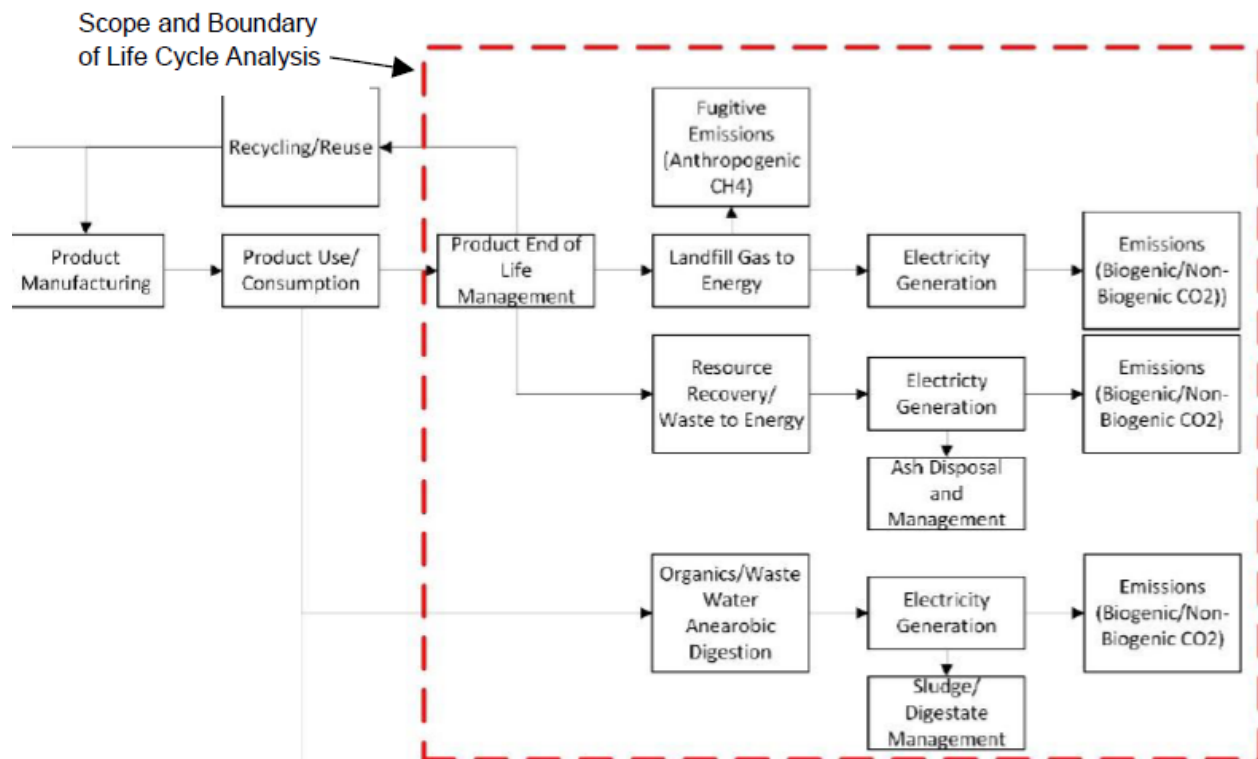 Scope and Boundary
of Life Cycle Analysis
Recycling/Reuse
Fugitive
Emissions
(Anthropogenic
CH4)
Product
Manufacturing
Product Use/
Consumption
Product End of
Life
Management
Landfill Gas to
Energy
Electricity
Generation
Emissions
(Biogenic/Non-
Biogenic CO2))
Resource
Recovery/
Waste to Energy
Electricty
Generation
Emissions
(Biogenic/Non-
Biogenic CO2)
Ash Disposal
and
Management
Organics/Waste
Water
Anearobic
Digestion
Electricity
Generation
Emissions
(Biogenic/Non-
Biogenic CO2)
Sludge/
Digestate
Management